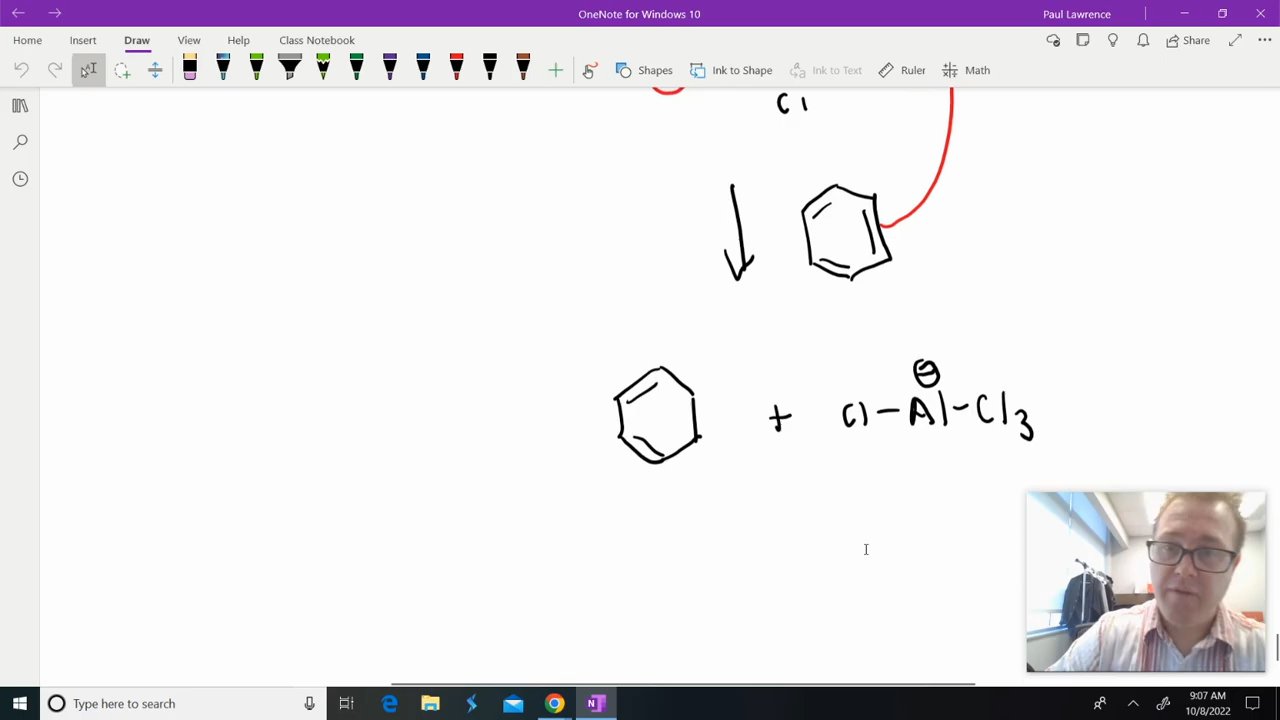 OneNote for Windows 10
Paul Lawrence
Home Insert Draw View Help Class Notebook
Share
Shapes Ink to Shape Ink to Text Ruler Math
Cl
+ Cl-Al-Cl3
⊖
Type here to search
9:07 AM
10/8/2022